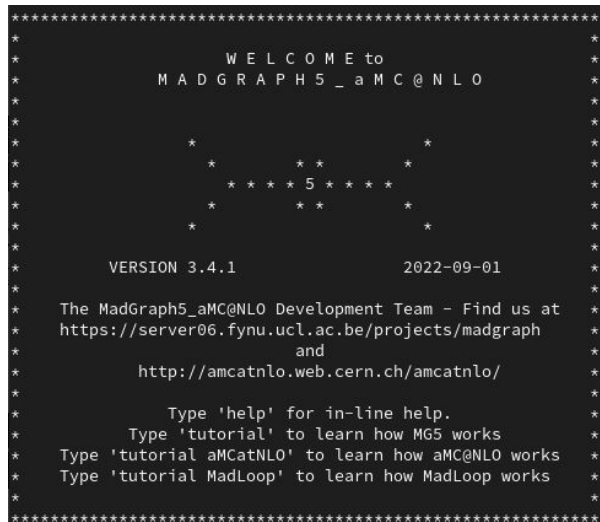 ************************************************************
*                                                          *
*                      W E L C O M E to                    *
*               M A D G R A P H 5 _ a M C @ N L O          *
*                                                          *
*                                                          *
*                  *                       *               *
*                    *        * *        *                 *
*                      * * * * 5 * * * *                   *
*                    *        * *        *                 *
*                  *                       *               *
*                                                          *
*         VERSION 3.4.1                 2022-09-01         *
*                                                          *
*    The MadGraph5_aMC@NLO Development Team - Find us at   *
*    https://server06.fynu.ucl.ac.be/projects/madgraph     *
*                            and                           *
*            http://amcatnlo.web.cern.ch/amcatnlo/         *
*                                                          *
*               Type 'help' for in-line help.              *
*           Type 'tutorial' to learn how MG5 works         *
*    Type 'tutorial aMCatNLO' to learn how aMC@NLO works   *
*    Type 'tutorial MadLoop' to learn how MadLoop works    *
*                                                          *
************************************************************